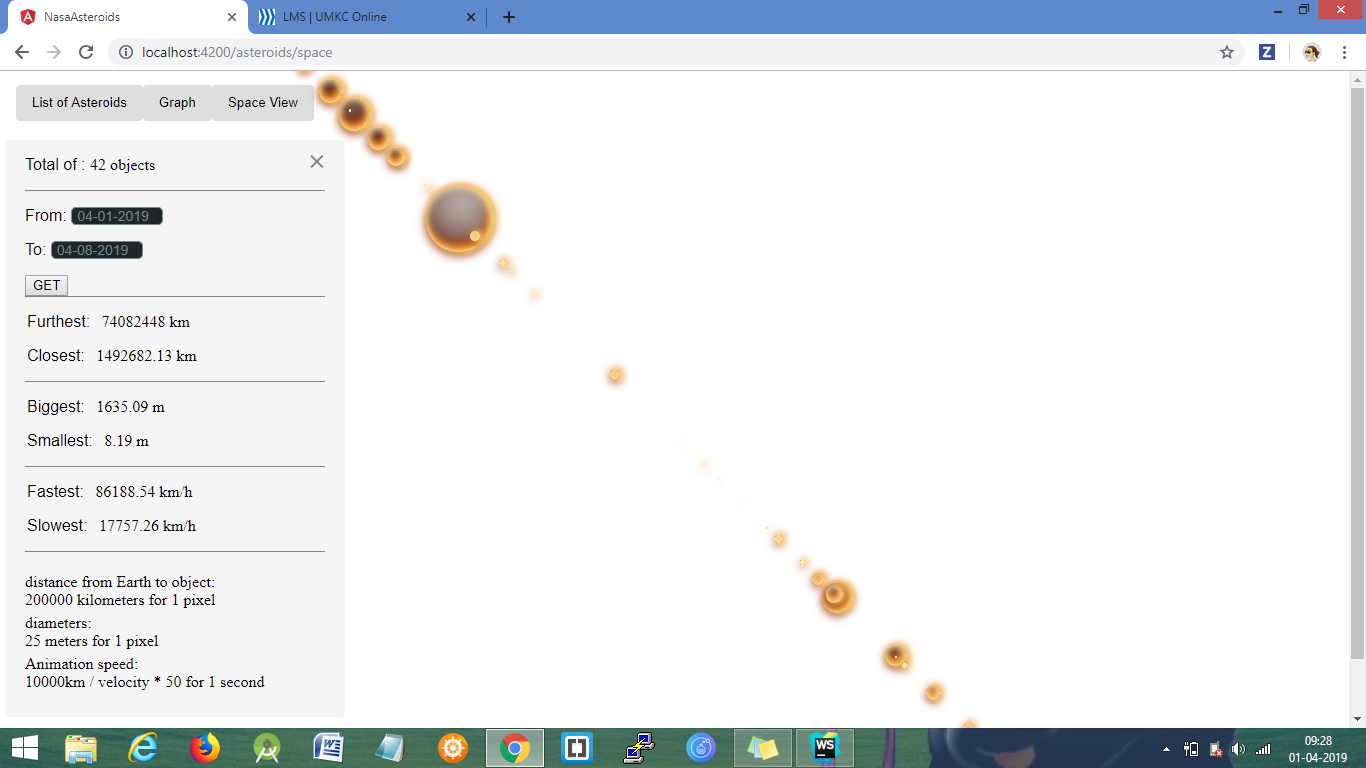 NasaAsteroids
LMS | UMKC Online
localhost:4200/asteroids/space
Z
List of Asteroids Graph Space View
Total of : 42 objects
From: 04-01-2019
To: 04-08-2019
GET
Furthest: 74082448 km
Closest: 1492682.13 km
Biggest: 1635.09 m
Smallest: 8.19 m
Fastest: 86188.54 km/h
Slowest: 17757.26 km/h
distance from Earth to object:
200000 kilometers for 1 pixel
diameters:
25 meters for 1 pixel
Animation speed:
10000km / velocity * 50 for 1 second
WS
09:28
01-04-2019